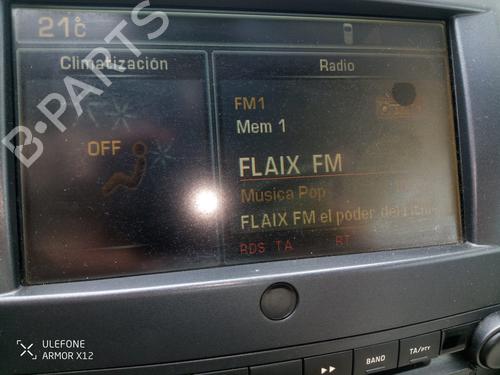 21°C
Climatización
Radio
FM1
Mem 1
OFF
FLAIX FM
Musica Pop
FLAIX FM el poder del
RDS TA RT
BAND
TA/PTY
B-PARTS
ULEFONE
ARMOR X12